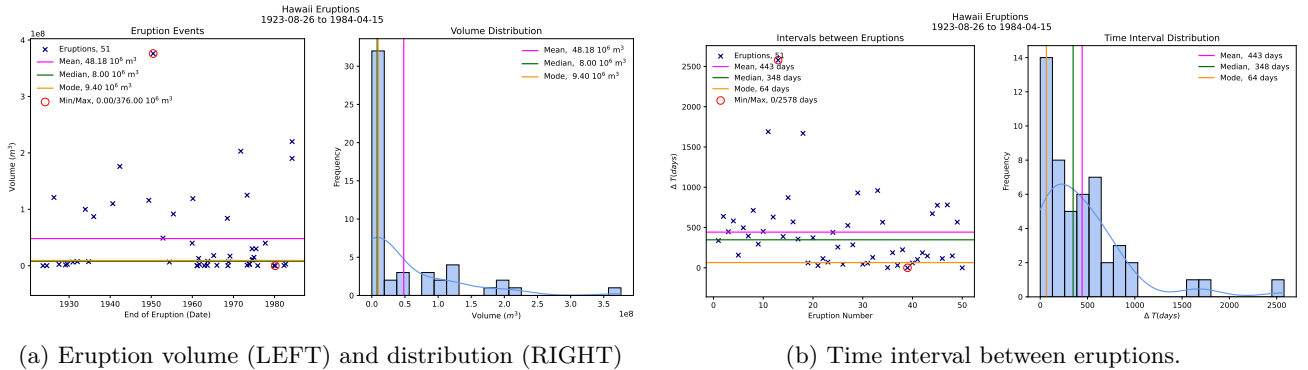 Hawaii Eruptions
1923-08-26 to 1984-04-15
Eruption Events
1e8
Volume (m³)
4
3
2
1
0
Eruptions, 51
Mean, 48.18 10⁶ m³
Median, 8.00 10⁶ m³
Mode, 9.40 10⁶ m³
Min/Max, 0.00/376.00 10⁶ m³
1930 1940 1950 1960 1970 1980
End of Eruption (Date)
Volume Distribution
Frequency
30
25
20
15
10
5
0
Mean, 48.18 10⁶ m³
Median, 8.00 10⁶ m³
Mode, 9.40 10⁶ m³
0.0 0.5 1.0 1.5 2.0 2.5 3.0 3.5
1e8
Volume (m³)
(a) Eruption volume (LEFT) and distribution (RIGHT)
Hawaii Eruptions
1923-08-26 to 1984-04-15
Intervals between Eruptions
Δ T(days)
2500
2000
1500
1000
500
0
Eruptions, 51
Mean, 443 days
Median, 348 days
Mode, 64 days
Min/Max, 0/2578 days
0 10 20 30 40 50
Eruption Number
Time Interval Distribution
Frequency
14
12
10
8
6
4
2
0
Mean, 443 days
Median, 348 days
Mode, 64 days
0 500 1000 1500 2000 2500
Δ T(days)
(b) Time interval between eruptions.